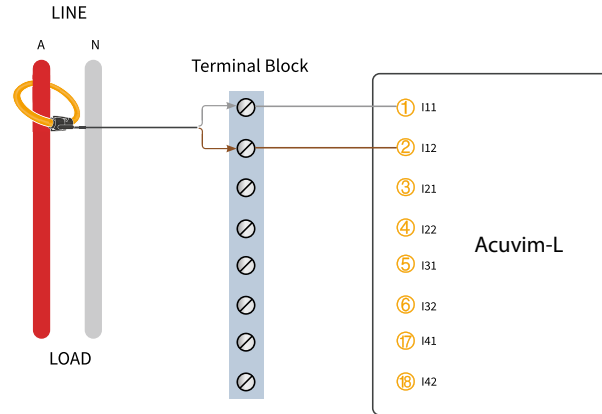 LINE
A N
Terminal Block
① I11
② I12
③ I21
④ I22
Acuvim-L
⑤ I31
⑥ I32
⑰ I41
LOAD
⑱ I42